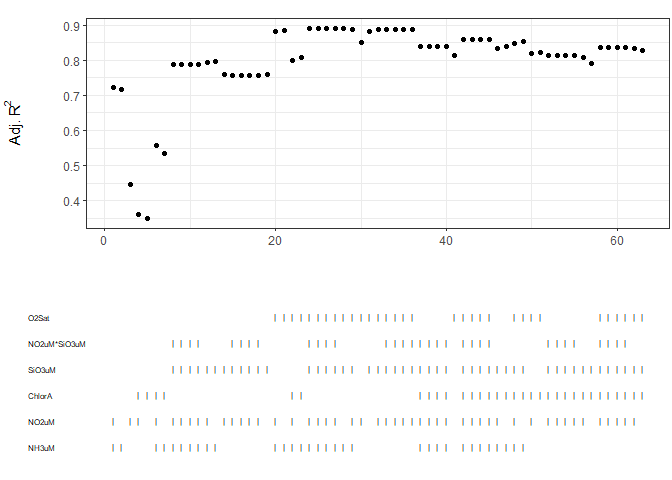 0.9
0.8
0.7
0.6
0.5
0.4
Adj. R²
0 20 40 60
O2Sat
NO2uM*SiO3uM
SiO3uM
ChlorA
NO2uM
NH3uM